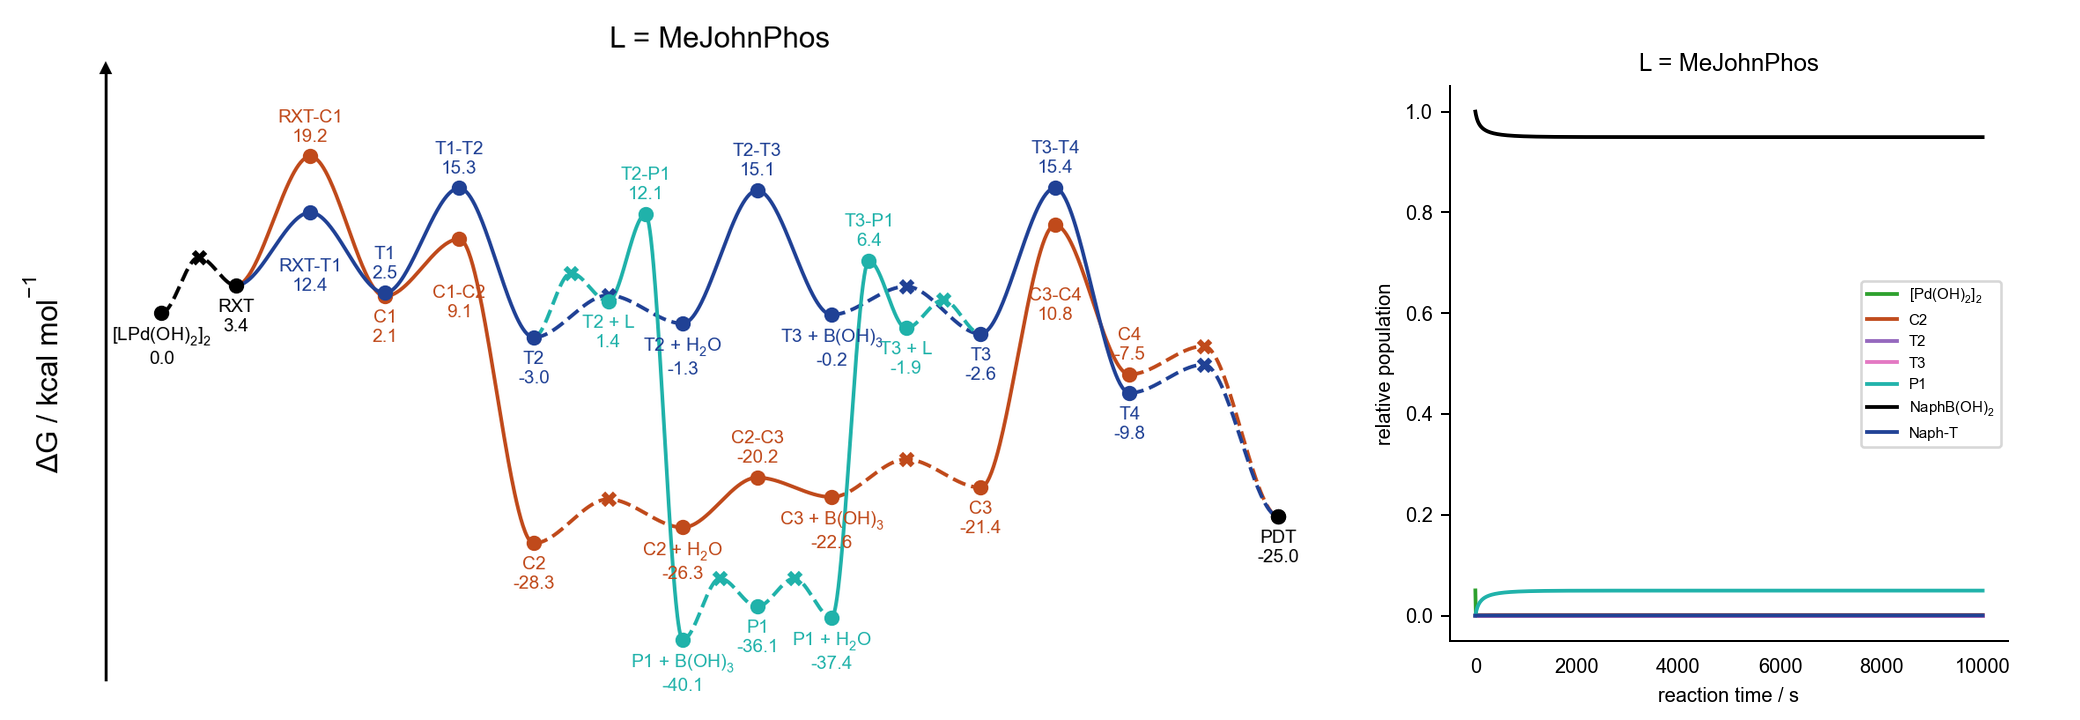 L = MeJohnPhos
ΔG / kcal mol⁻¹
[LPd(OH)₂]₂
0.0
RXT
3.4
RXT-C1
19.2
RXT-T1
12.4
T1
2.5
C1
2.1
T1-T2
15.3
C1-C2
9.1
T2
-3.0
C2
-28.3
T2 + L
1.4
T2-P1
12.1
T2 + H₂O
-1.3
C2 + H₂O
-26.3
P1 + B(OH)₃
-40.1
T2-T3
15.1
C2-C3
-20.2
P1
-36.1
T3 + B(OH)₃
-0.2
C3 + B(OH)₃
-22.6
P1 + H₂O
-37.4
T3-P1
6.4
T3 + L
-1.9
T3
-2.6
C3
-21.4
T3-T4
15.4
C3-C4
10.8
C4
-7.5
T4
-9.8
PDT
-25.0
L = MeJohnPhos
relative population
1.0
0.8
0.6
0.4
0.2
0.0
0 2000 4000 6000 8000 10000
reaction time / s
[Pd(OH)₂]₂
C2
T2
T3
P1
NaphB(OH)₂
Naph-T